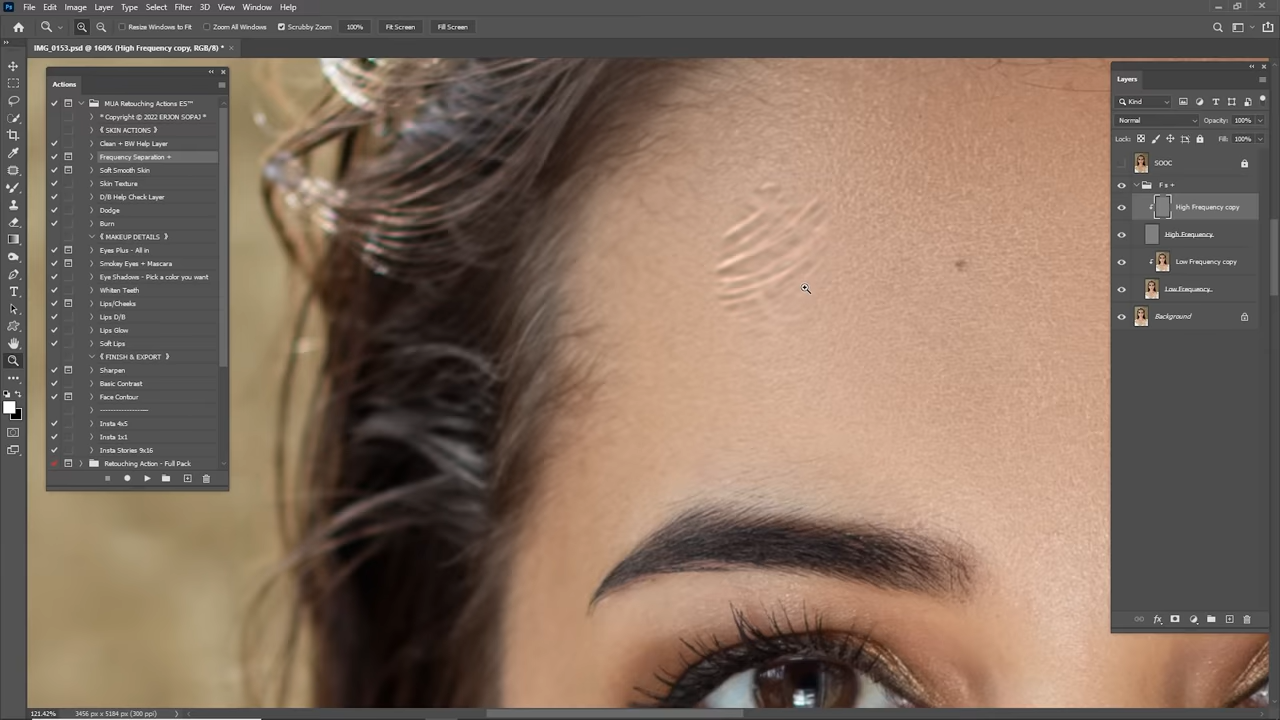 Ps File Edit Image Layer Type Select Filter 3D View Window Help
Resize Windows to Fit Zoom All Windows Scrubby Zoom 100% Fit Screen Fill Screen
IMG_0153.psd @ 160% (High Frequency copy, RGB/8) * ×
Actions
MUA Retouching Actions ES™
* Copyright © 2022 ERJON SOPAJ *
《 SKIN ACTIONS 》
Clean + BW Help Layer
Frequency Separation +
Soft Smooth Skin
Skin Texture
D/B Help Check Layer
Dodge
Burn
《 MAKEUP DETAILS 》
Eyes Plus - All in
Smokey Eyes + Mascara
Eye Shadows - Pick a color you want
Whiten Teeth
Lips/Cheeks
Lips D/B
Lips Glow
Soft Lips
《 FINISH & EXPORT 》
Sharpen
Basic Contrast
Face Contour
-------------------
Insta 4x5
Insta 1x1
Insta Stories 9x16
Retouching Action - Full Pack
Layers
Kind
Normal Opacity: 100%
Lock: Fill: 100%
SOOC
F s +
High Frequency copy
High Frequency
Low Frequency copy
Low Frequency
Background
fx
121.42% 3456 px x 5184 px (300 ppi)